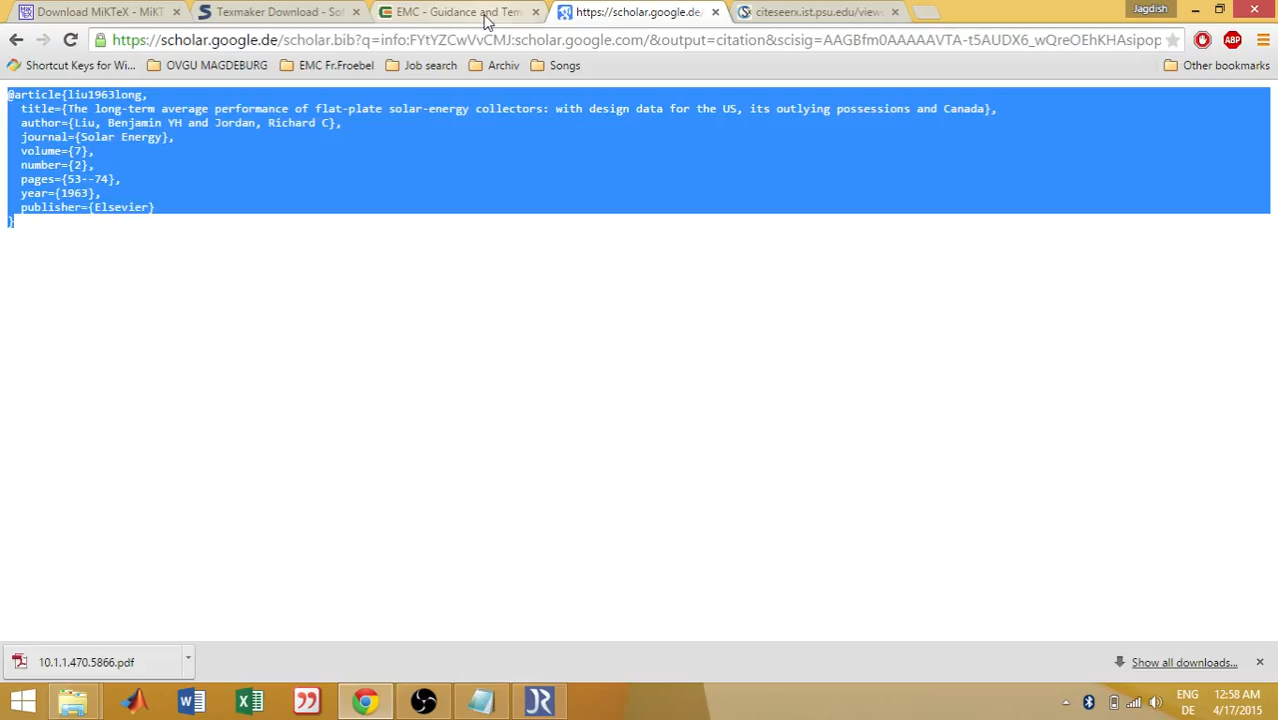 Download MiKTeX - MiKT
Texmaker Download - Sof
EMC - Guidance and Tem
https://scholar.google.de/
citeseerx.ist.psu.edu/view
Jagdish
https://scholar.google.de/scholar.bib?q=info:FYtYZCwVvCMJ:scholar.google.com/&output=citation&scisig=AAGBfm0AAAAAVTA-t5AUDX6_wQreOEhKHAsipop
ABP
Shortcut Keys for Wi...
OVGU MAGDEBURG
EMC Fr.Froebel
Job search
Archiv
Songs
Other bookmarks
@article{liu1963long,
title={The long-term average performance of flat-plate solar-energy collectors: with design data for the US, its outlying possessions and Canada},
author={Liu, Benjamin YH and Jordan, Richard C},
journal={Solar Energy},
volume={7},
number={2},
pages={53--74},
year={1963},
publisher={Elsevier}
}
10.1.1.470.5866.pdf
Show all downloads...
ENG 12:58 AM
DE 4/17/2015